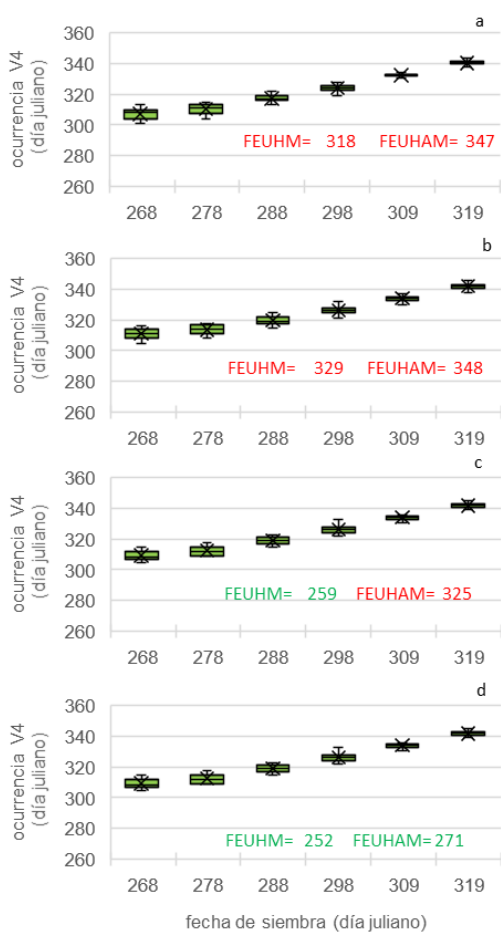 a
ocurrencia V4
(día juliano)
360
340
320
300
280
260
FEUHM= 318 FEUHAM= 347
268 278 288 298 309 319
b
ocurrencia V4
(día juliano)
360
340
320
300
280
260
FEUHM= 329 FEUHAM= 348
268 278 288 298 309 319
c
ocurrencia V4
(día juliano)
360
340
320
300
280
260
FEUHM= 259 FEUHAM= 325
268 278 288 298 309 319
d
ocurrencia V4
(día juliano)
360
340
320
300
280
260
FEUHM= 252 FEUHAM= 271
268 278 288 298 309 319
fecha de siembra (día juliano)